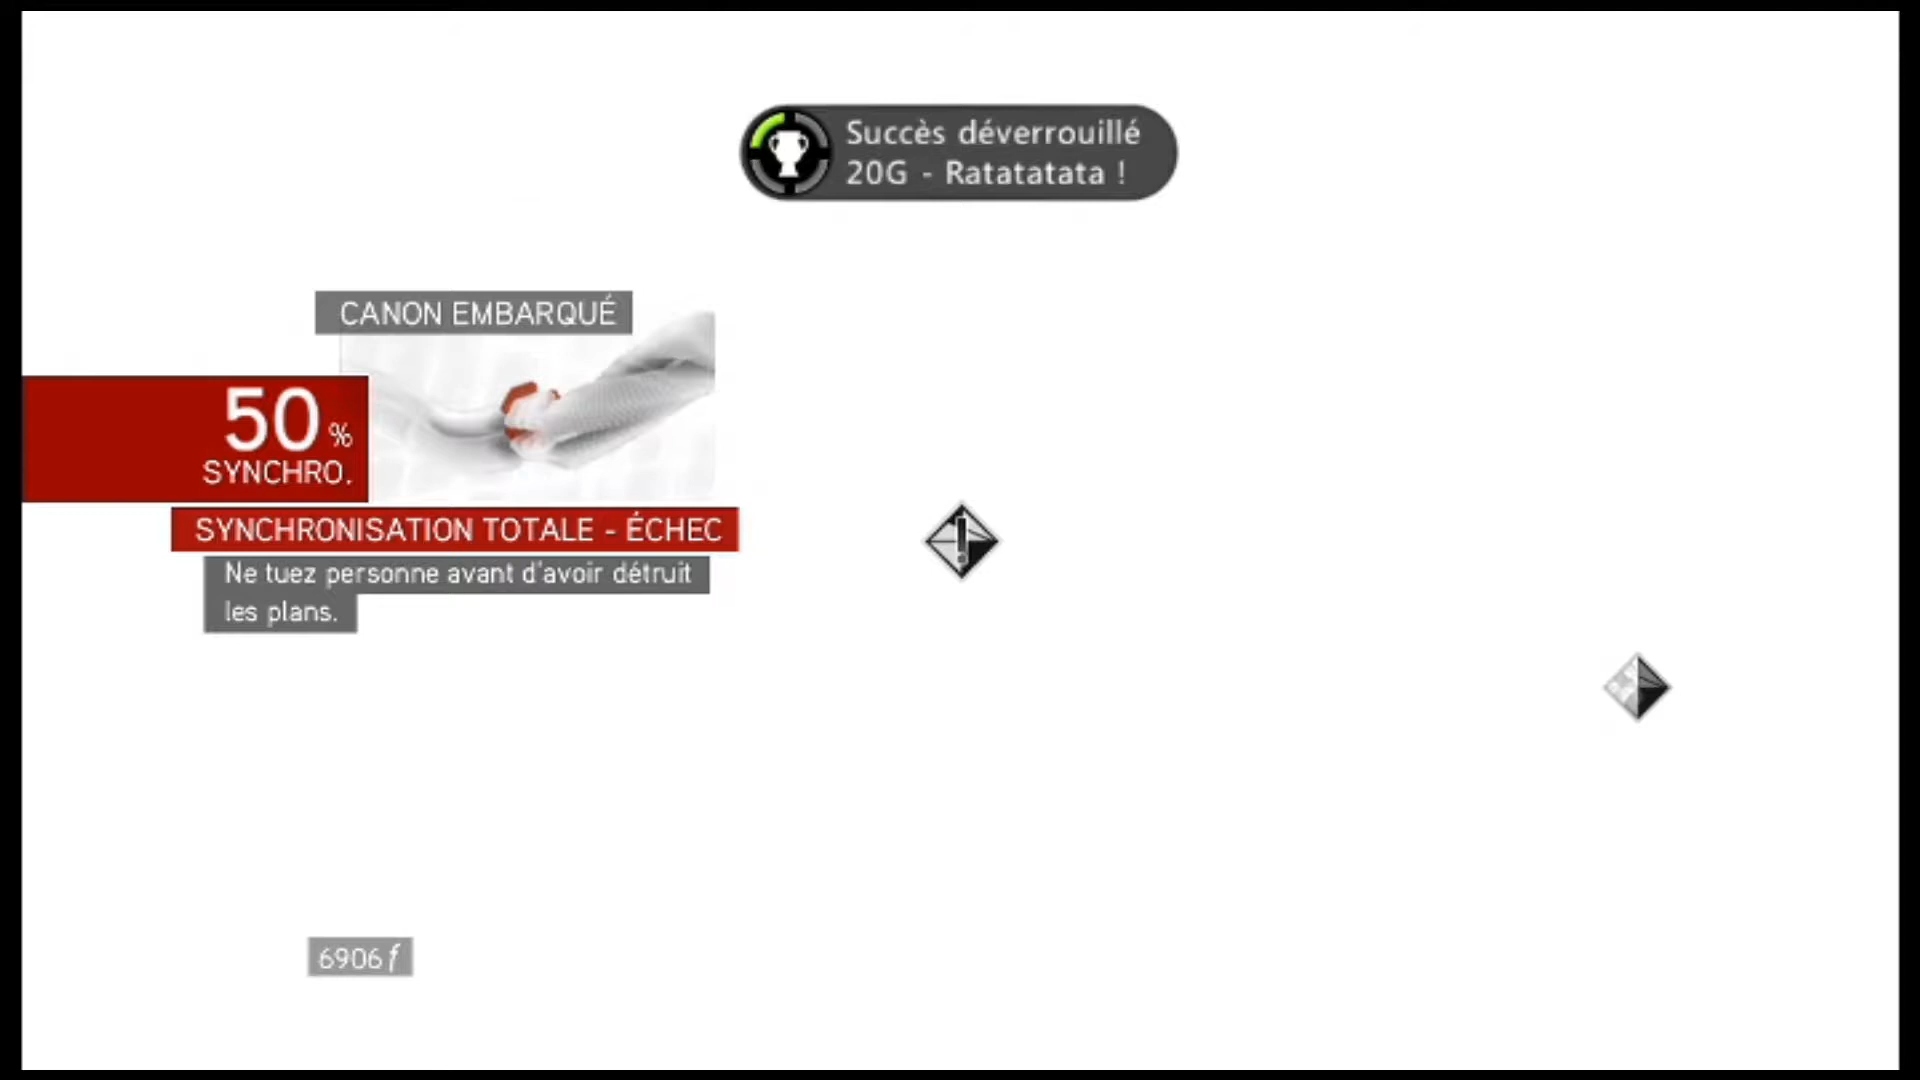 Succès déverrouillé
20G - Ratatatata !
CANON EMBARQUÉ
50 %
SYNCHRO.
SYNCHRONISATION TOTALE - ÉCHEC
Ne tuez personne avant d'avoir détruit
les plans.
6906 ƒ